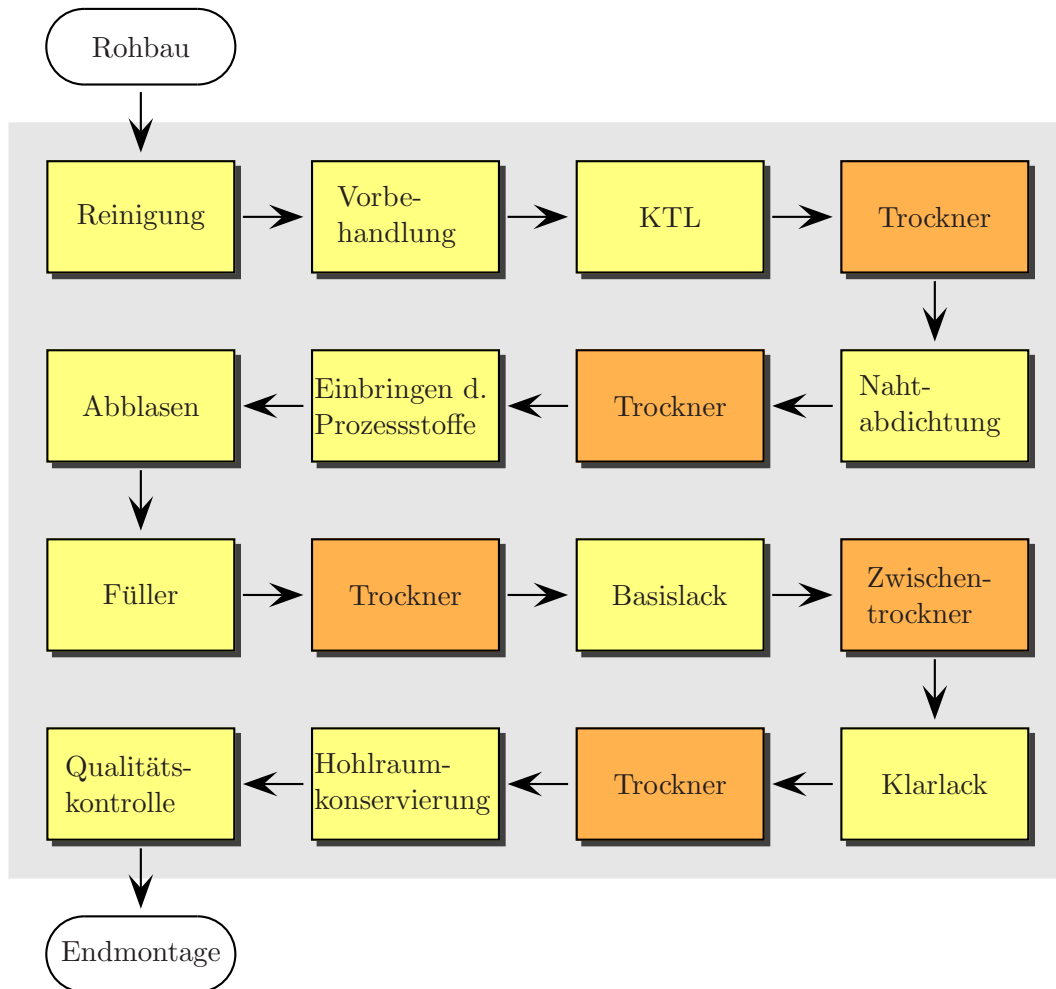 Rohbau
Reinigung
Vorbe-
handlung
KTL
Trockner
Abblasen
Einbringen d.
Prozessstoffe
Trockner
Naht-
abdichtung
Füller
Trockner
Basislack
Zwischen-
trockner
Qualitäts-
kontrolle
Hohlraum-
konservierung
Trockner
Klarlack
Endmontage